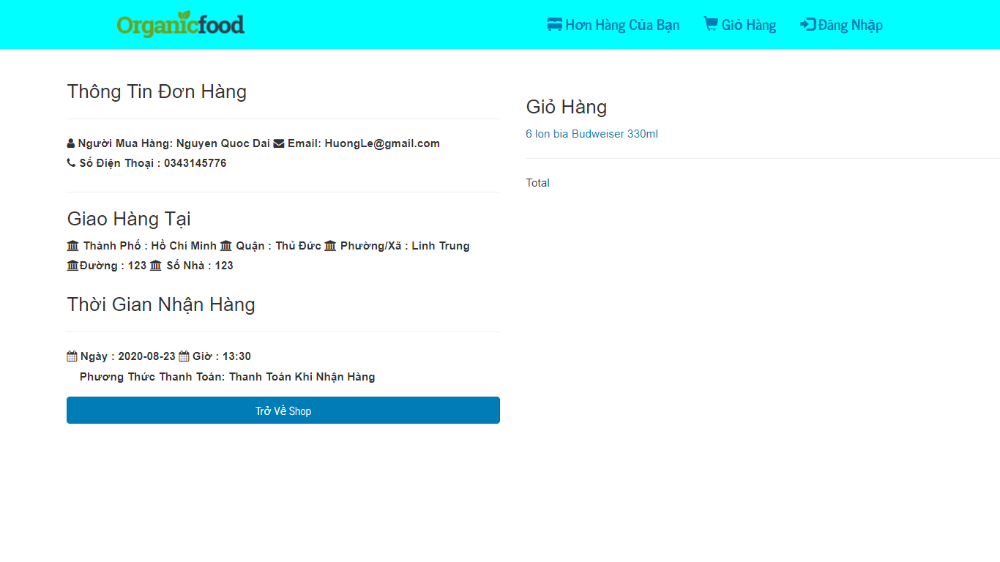 Organicfood
Hơn Hàng Của Bạn Giỏ Hàng Đăng Nhập
Thông Tin Đơn Hàng
Người Mua Hàng: Nguyen Quoc Dai Email: HuongLe@gmail.com
Số Điện Thoại : 0343145776
Giao Hàng Tại
Thành Phố : Hồ Chí Minh Quận : Thủ Đức Phường/Xã : Linh Trung
Đường : 123 Số Nhà : 123
Thời Gian Nhận Hàng
Ngày : 2020-08-23 Giờ : 13:30
Phương Thức Thanh Toán: Thanh Toán Khi Nhận Hàng
Trở Về Shop
Giỏ Hàng
6 lon bia Budweiser 330ml
Total